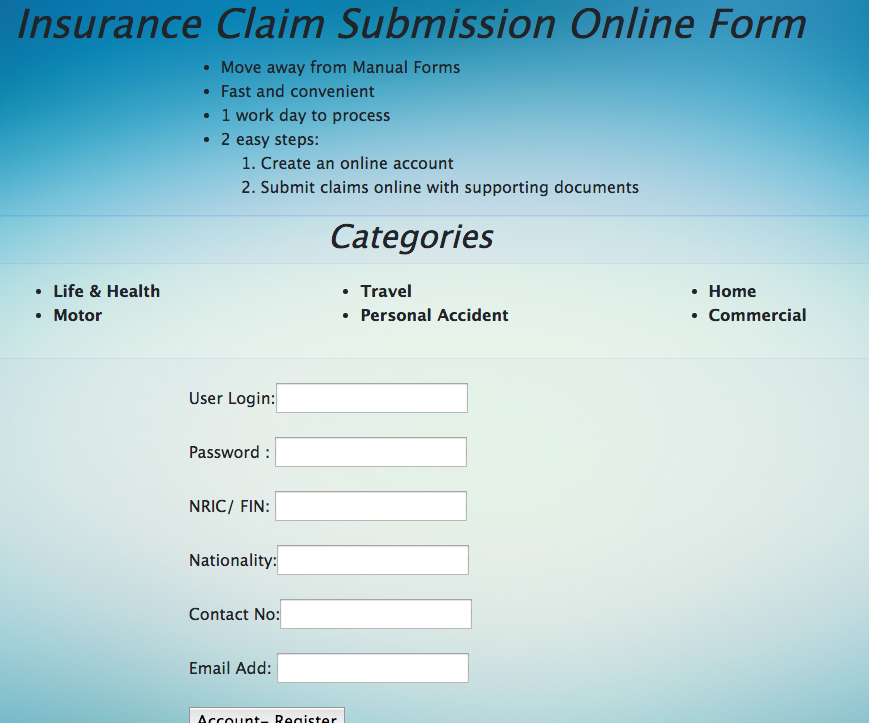 Insurance Claim Submission Online Form
• Move away from Manual Forms
• Fast and convenient
• 1 work day to process
• 2 easy steps:
1. Create an online account
2. Submit claims online with supporting documents
Categories
• Life & Health
• Motor
• Travel
• Personal Accident
• Home
• Commercial
User Login:
Password :
NRIC/ FIN:
Nationality:
Contact No:
Email Add:
Account- Register